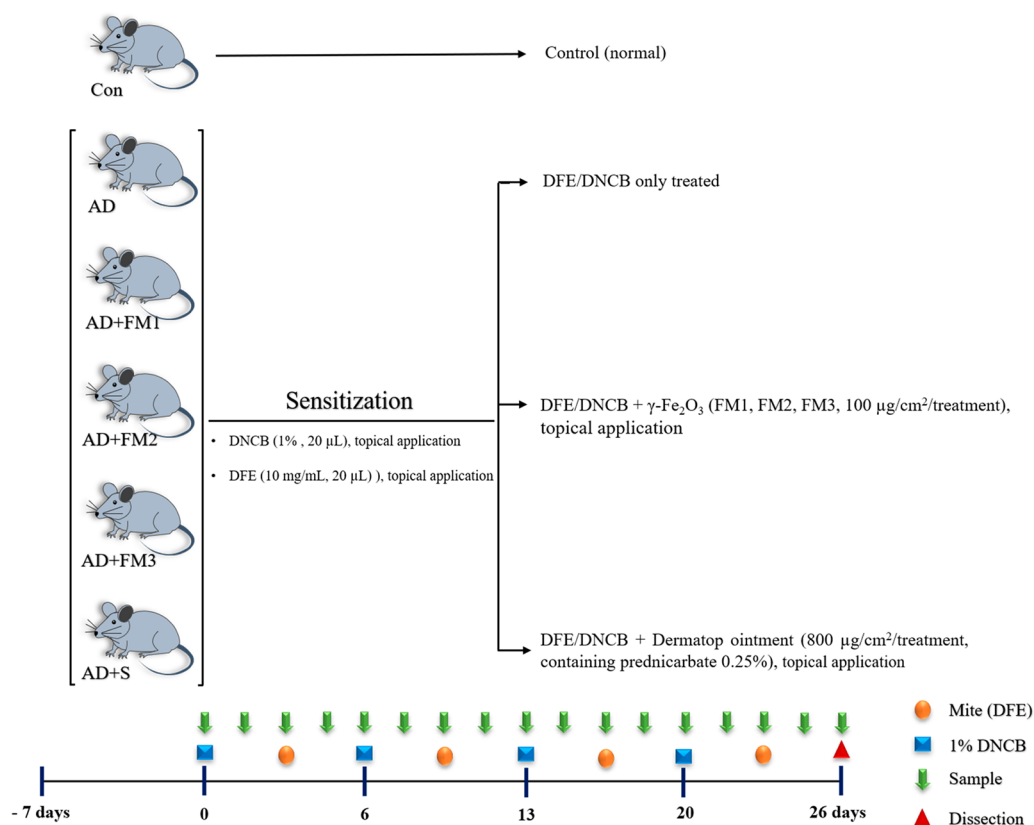 Con
Control (normal)
AD
DFE/DNCB only treated
AD+FM1
AD+FM2
Sensitization
• DNCB (1% , 20 µL), topical application
• DFE (10 mg/mL, 20 µL) ), topical application
DFE/DNCB + γ-Fe₂O₃ (FM1, FM2, FM3, 100 µg/cm²/treatment),
topical application
AD+FM3
AD+S
DFE/DNCB + Dermatop ointment (800 µg/cm²/treatment,
containing prednicarbate 0.25%), topical application
Mite (DFE)
1% DNCB
Sample
Dissection
- 7 days 0 6 13 20 26 days